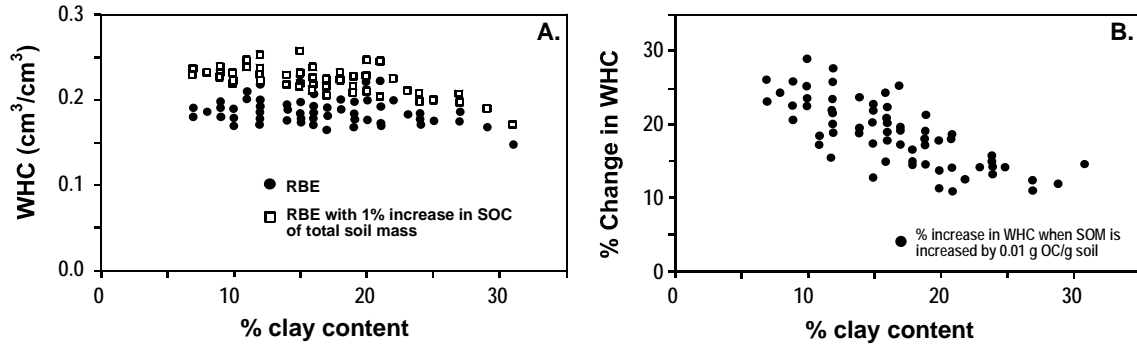 A.
WHC (cm³/cm³)
0.3
0.2
0.1
0.0
RBE
RBE with 1% increase in SOC
of total soil mass
0
10
20
30
% clay content
B.
% Change in WHC
30
20
10
0
% increase in WHC when SOM is
increased by 0.01 g OC/g soil
0
10
20
30
% clay content